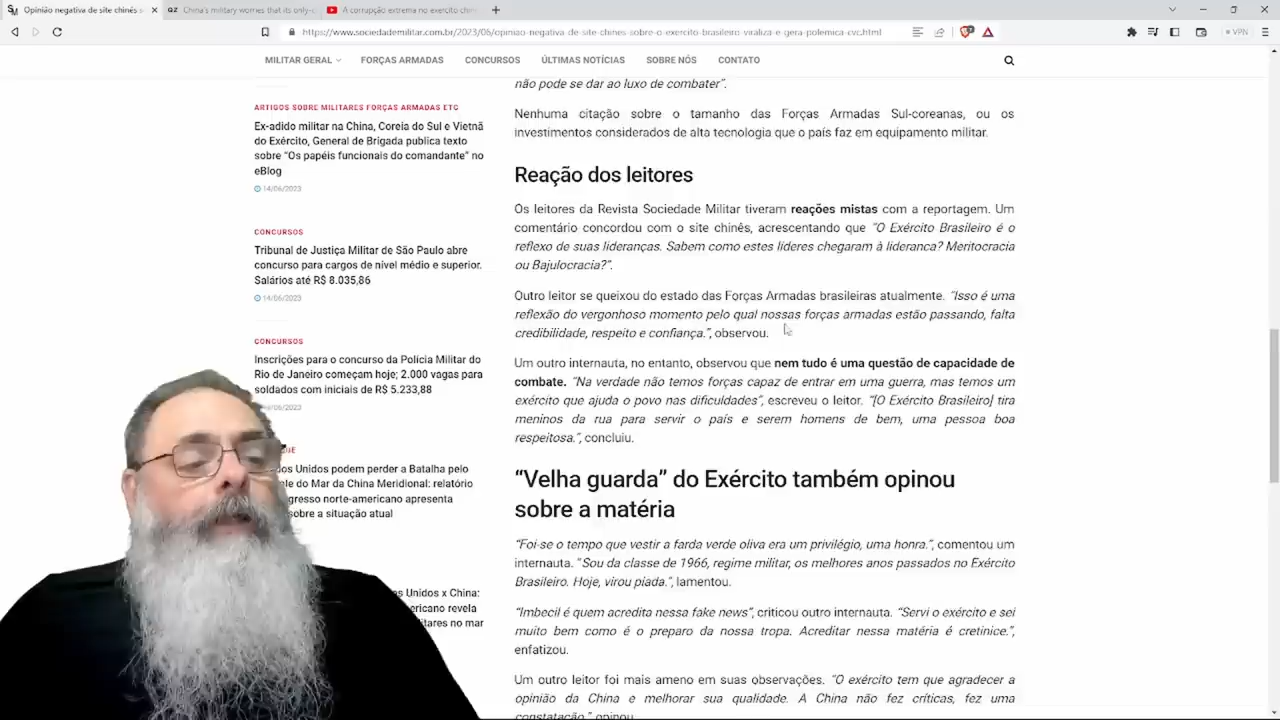 Opinião negativa de site chinês s
China's military worries that its only-c
A corrupção extrema no exercito chin
https://www.sociedademilitar.com.br/2023/06/opiniao-negativa-de-site-chines-sobre-o-exercito-brasileiro-viraliza-e-gera-polemica-cvc.html
VPN
MILITAR GERAL
FORÇAS ARMADAS
CONCURSOS
ÚLTIMAS NOTÍCIAS
SOBRE NÓS
CONTATO
ARTIGOS SOBRE MILITARES FORÇAS ARMADAS ETC
Ex-adido militar na China, Coreia do Sul e Vietnã
do Exército, General de Brigada publica texto
sobre “Os papéis funcionais do comandante” no
eBlog
14/06/2023
CONCURSOS
Tribunal de Justiça Militar de São Paulo abre
concurso para cargos de nível médio e superior.
Salários até R$ 8.035,86
14/06/2023
CONCURSOS
Inscrições para o concurso da Polícia Militar do
Rio de Janeiro começam hoje; 2.000 vagas para
soldados com iniciais de R$ 5.233,88
/06/2023
os Unidos podem perder a Batalha pelo
le do Mar da China Meridional: relatório
gresso norte-americano apresenta
sobre a situação atual
os Unidos x China:
ericano revela
litares no mar
não pode se dar ao luxo de combater”.
Nenhuma citação sobre o tamanho das Forças Armadas Sul-coreanas, ou os
investimentos considerados de alta tecnologia que o país faz em equipamento militar.
Reação dos leitores
Os leitores da Revista Sociedade Militar tiveram reações mistas com a reportagem. Um
comentário concordou com o site chinês, acrescentando que “O Exército Brasileiro é o
reflexo de suas lideranças. Sabem como estes líderes chegaram à lideranca? Meritocracia
ou Bajulocracia?”.
Outro leitor se queixou do estado das Forças Armadas brasileiras atualmente. “Isso é uma
reflexão do vergonhoso momento pelo qual nossas forças armadas estão passando, falta
credibilidade, respeito e confiança.”, observou.
Um outro internauta, no entanto, observou que nem tudo é uma questão de capacidade de
combate. “Na verdade não temos forças capaz de entrar em uma guerra, mas temos um
exército que ajuda o povo nas dificuldades”, escreveu o leitor. “[O Exército Brasileiro] tira
meninos da rua para servir o país e serem homens de bem, uma pessoa boa
respeitosa.”, concluiu.
“Velha guarda” do Exército também opinou
sobre a matéria
“Foi-se o tempo que vestir a farda verde oliva era um privilégio, uma honra.”, comentou um
internauta. “Sou da classe de 1966, regime militar, os melhores anos passados no Exército
Brasileiro. Hoje, virou piada.”, lamentou.
“Imbecil é quem acredita nessa fake news”, criticou outro internauta. “Servi o exército e sei
muito bem como é o preparo da nossa tropa. Acreditar nessa matéria é cretinice.”,
enfatizou.
Um outro leitor foi mais ameno em suas observações. “O exército tem que agradecer a
opinião da China e melhorar sua qualidade. A China não fez críticas, fez uma
constatação.” opinou